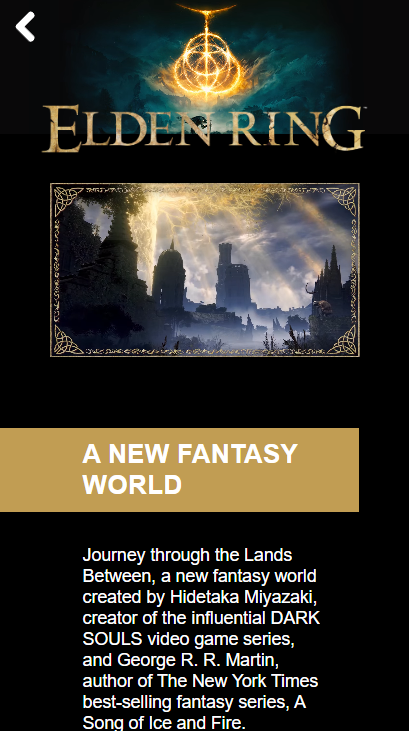 ELDEN RING
A NEW FANTASY
WORLD
Journey through the Lands
Between, a new fantasy world
created by Hidetaka Miyazaki,
creator of the influential DARK
SOULS video game series,
and George R. R. Martin,
author of The New York Times
best-selling fantasy series, A
Song of Ice and Fire.